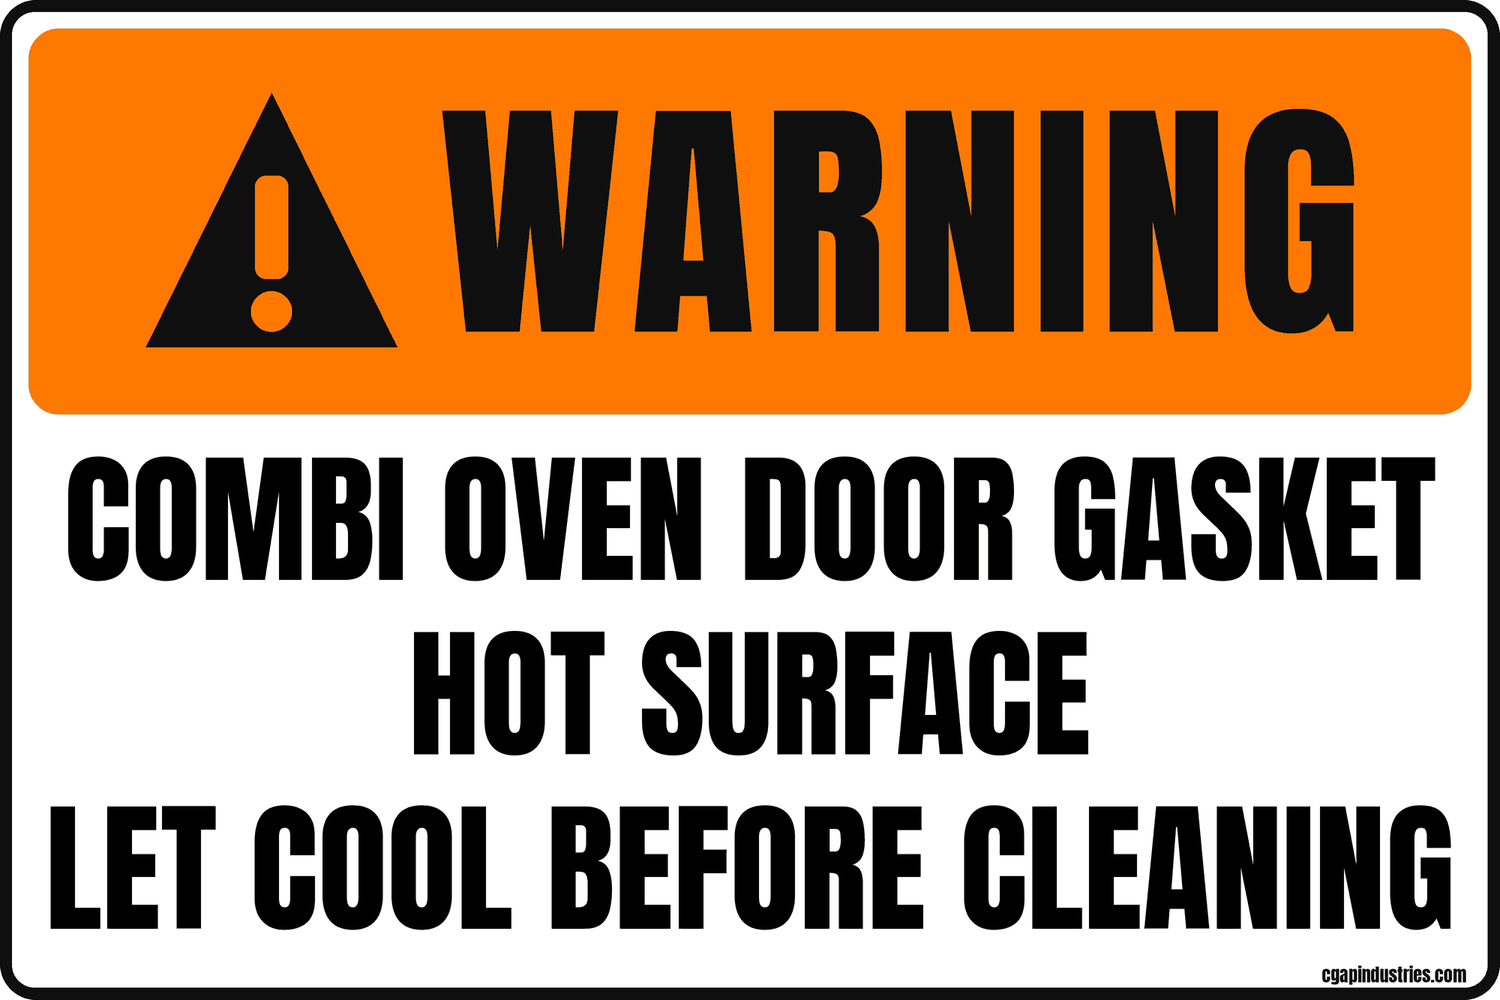 WARNING
COMBI OVEN DOOR GASKET
HOT SURFACE
LET COOL BEFORE CLEANING
cgapindustries.com